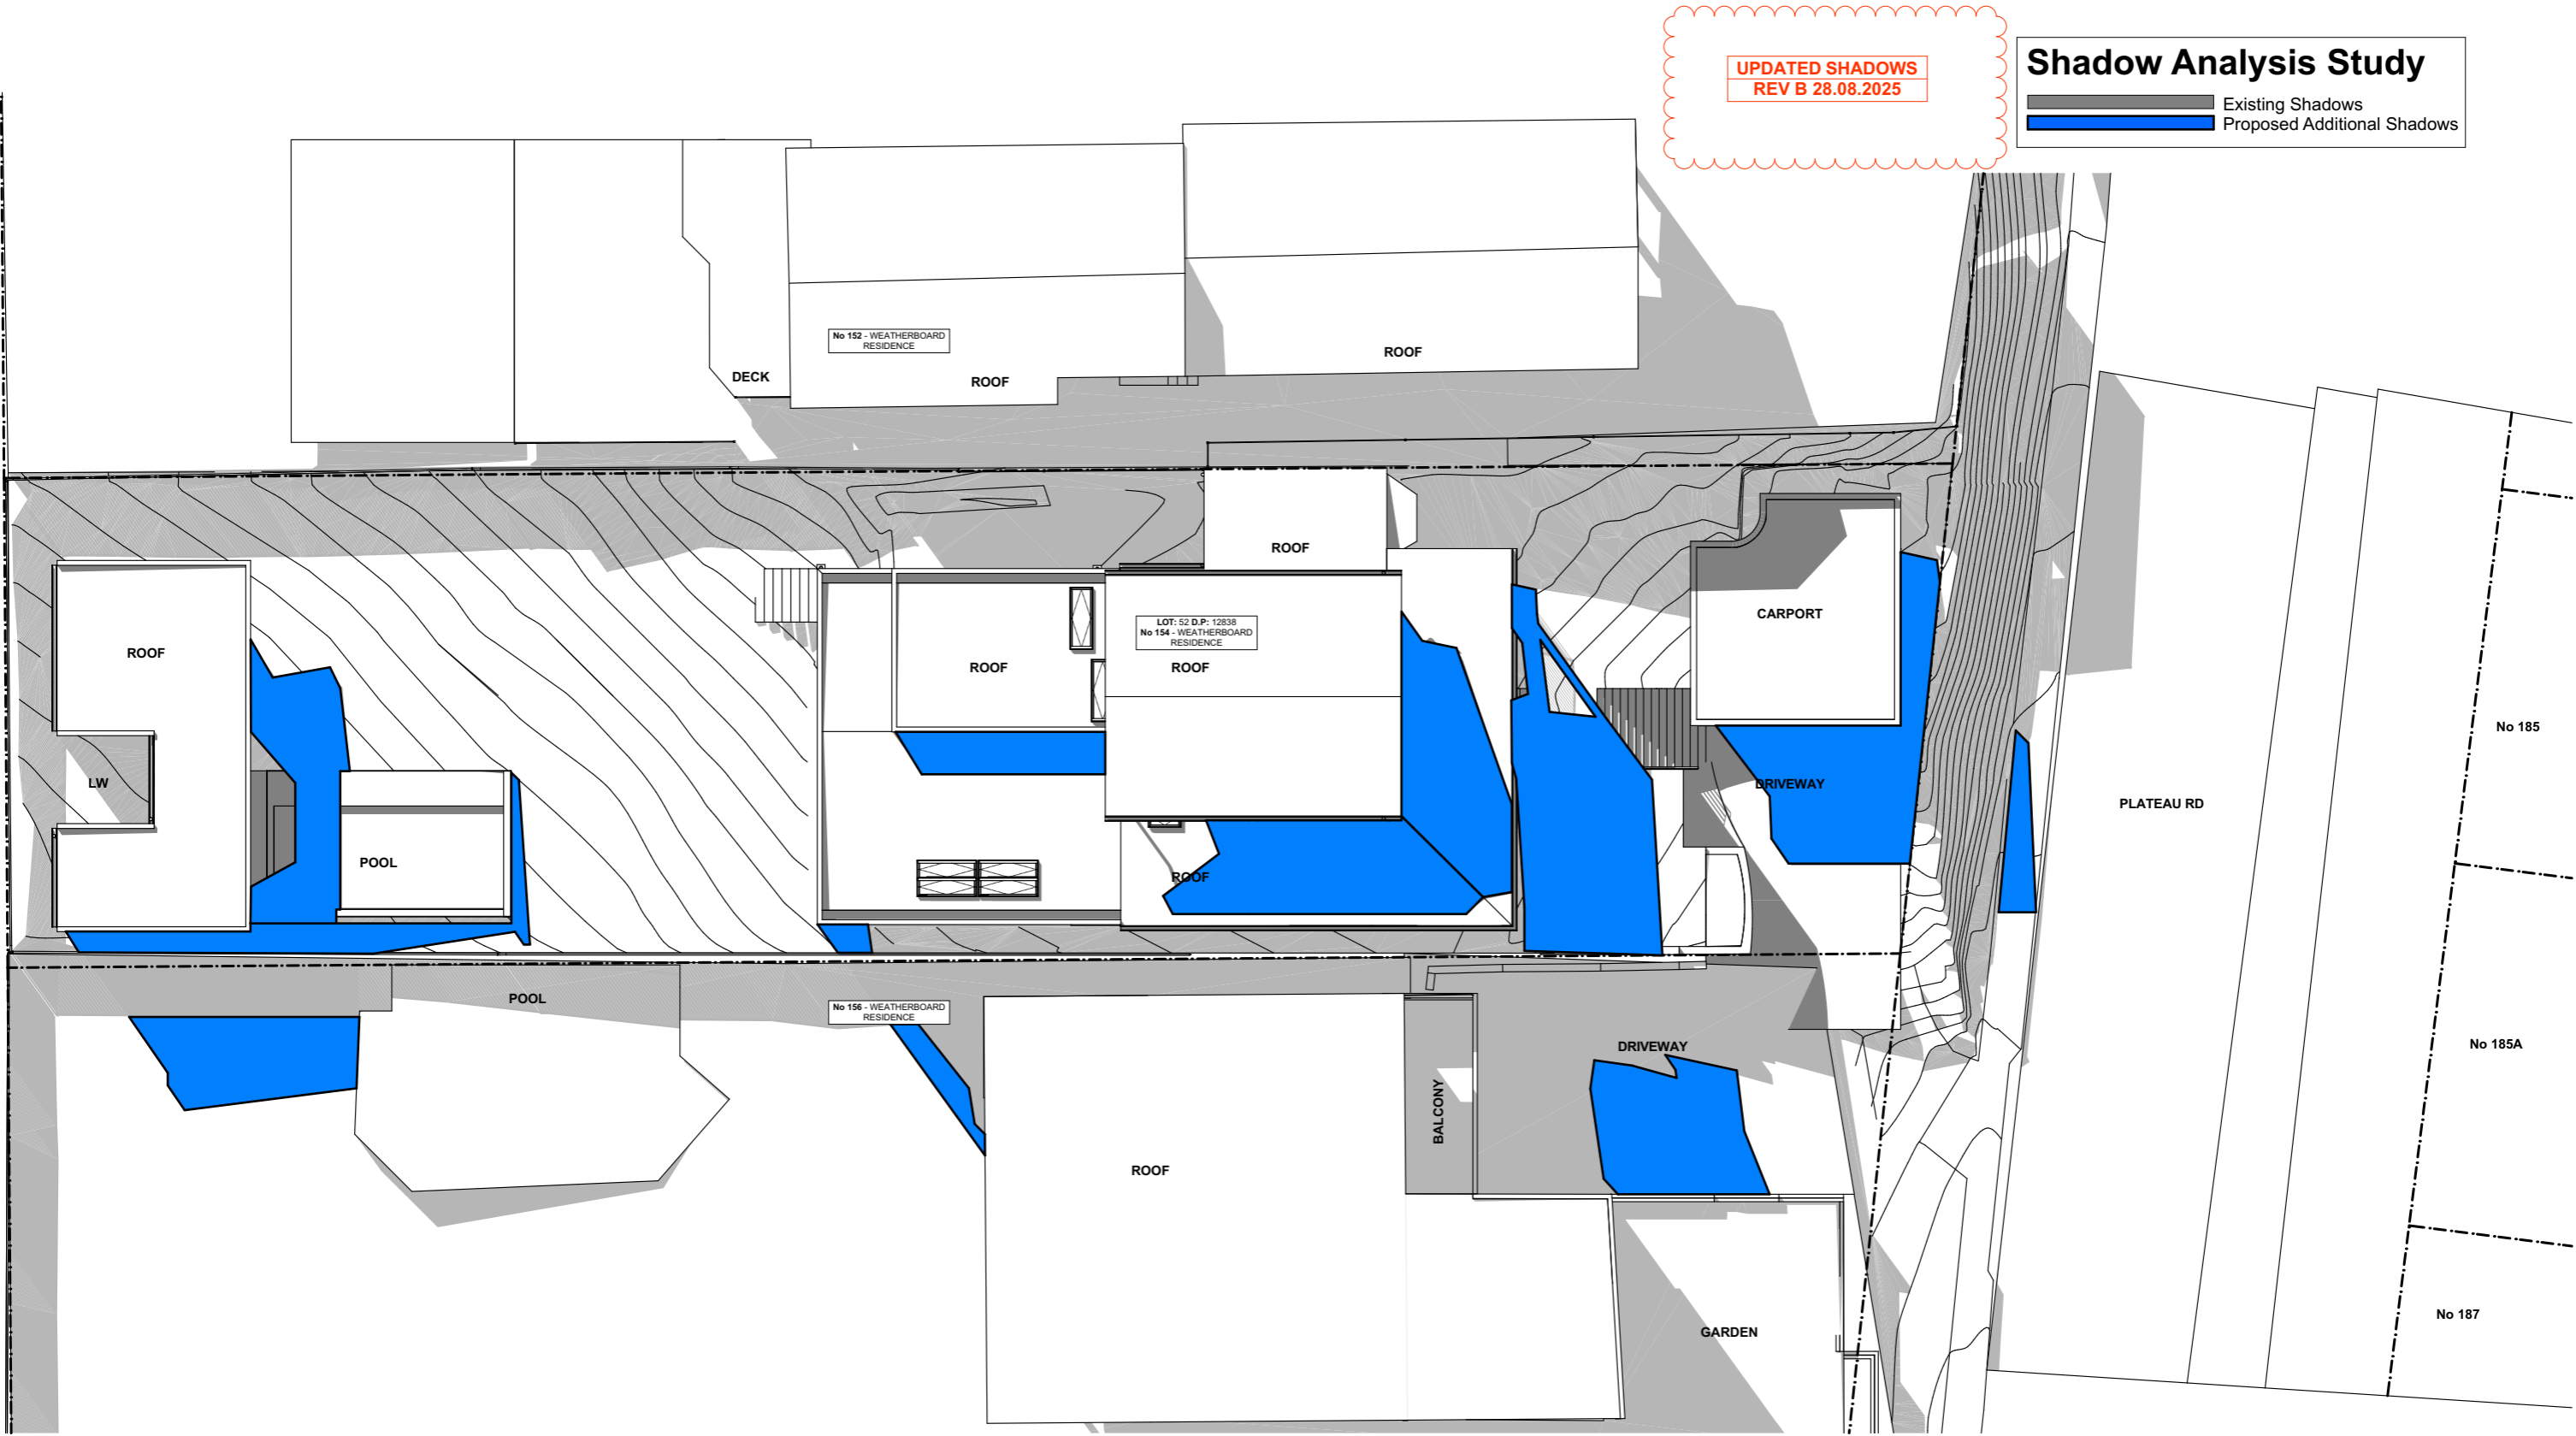 UPDATED SHADOWS
REV B 28.08.2025
Shadow Analysis Study
Existing Shadows
Proposed Additional Shadows
No 152 - WEATHERBOARD
RESIDENCE
DECK
ROOF
ROOF
ROOF
CARPORT
LOT: 52 D.P: 12838
No 154 - WEATHERBOARD
RESIDENCE
ROOF
ROOF
ROOF
No 185
LW
DRIVEWAY
PLATEAU RD
POOL
ROOF
POOL
No 156 - WEATHERBOARD
RESIDENCE
DRIVEWAY
No 185A
BALCONY
ROOF
No 187
GARDEN